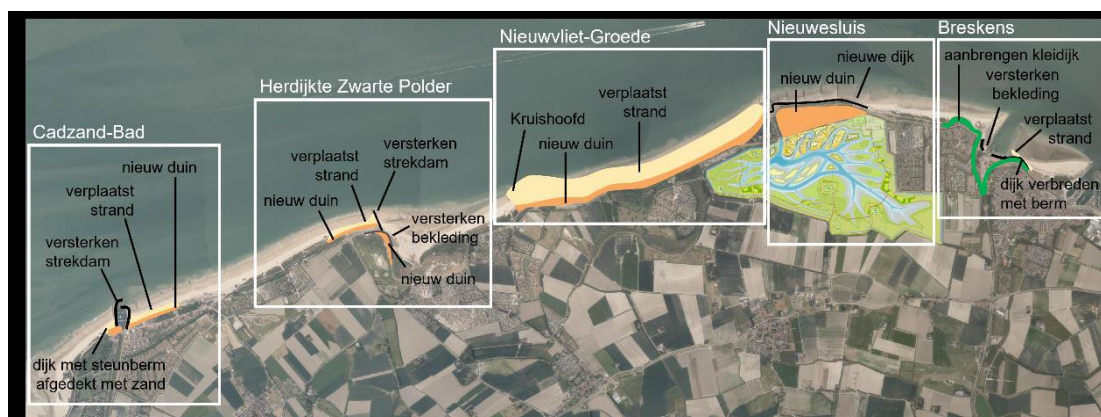 Cadzand-Bad
nieuw duin
verplaatst
strand
versterken
strekdam
dijk met steunberm
afgedekt met zand
Herdijkte Zwarte Polder
versterken
strekdam
verplaatst
strand
nieuw duin
versterken
bekleding
nieuw duin
Nieuwvliet-Groede
Kruishoofd
verplaatst
strand
nieuw duin
Nieuwesluis
nieuwe dijk
nieuw duin
Breskens
aanbrengen kleidijk
versterken
bekleding
verplaatst
strand
dijk verbreden
met berm